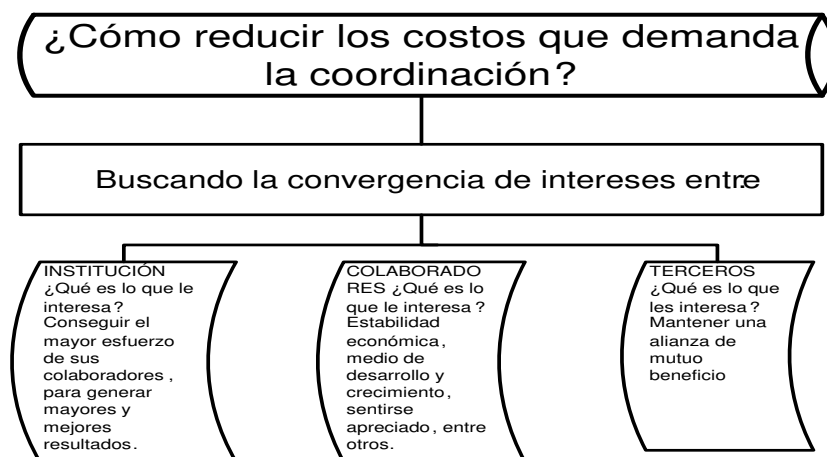 ¿Cómo reducir los costos que demanda
la coordinación?
Buscando la convergencia de intereses entre
INSTITUCIÓN
¿Qué es lo que le
interesa?
Conseguir el
mayor esfuerzo
de sus
colaboradores,
para generar
mayores y
mejores
resultados.
COLABORADO
RES ¿Qué es lo
que le interesa?
Estabilidad
económica,
medio de
desarrollo y
crecimiento,
sentirse
apreciado, entre
otros.
TERCEROS
¿Qué es lo que
les interesa?
Mantener una
alianza de
mutuo
beneficio